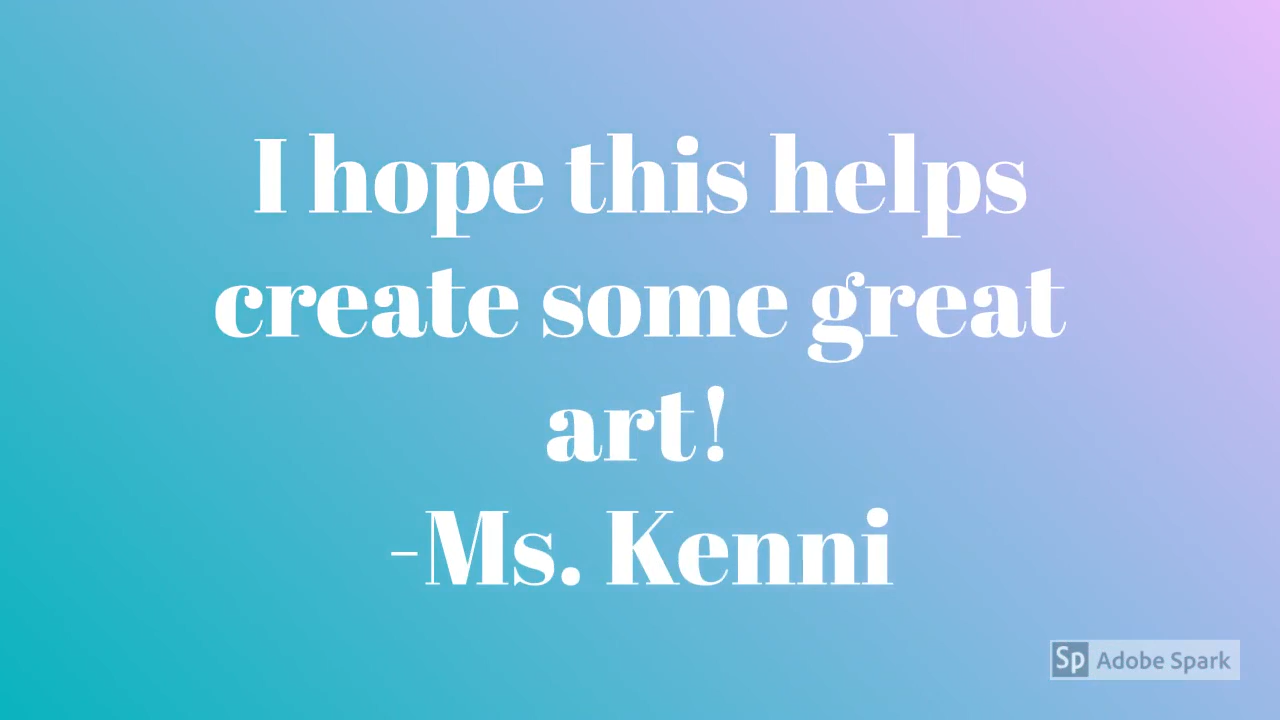 I hope this helps
create some great
art!
-Ms. Kenni
Sp Adobe Spark